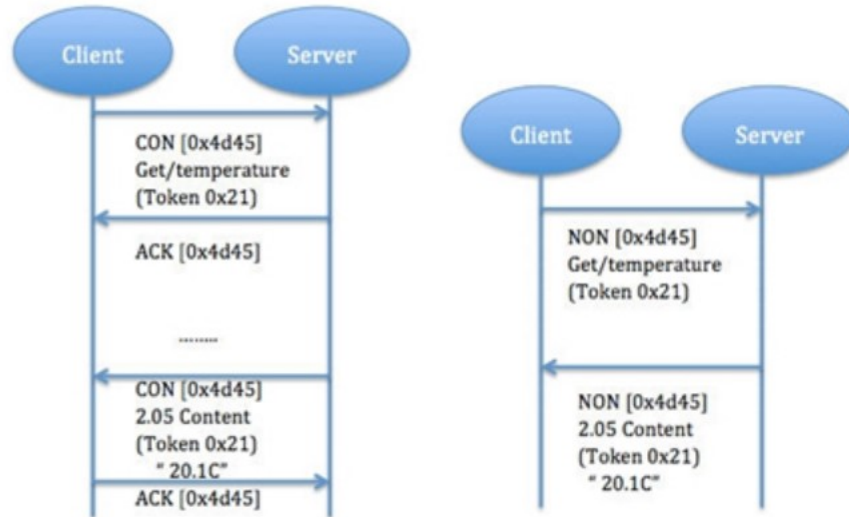 Client
Server
CON [0x4d45]
Get/temperature
(Token 0x21)
ACK [0x4d45]
........
CON [0x4d45]
2.05 Content
(Token 0x21)
“ 20.1C”
ACK [0x4d45]
Client
Server
NON [0x4d45]
Get/temperature
(Token 0x21)
NON [0x4d45]
2.05 Content
(Token 0x21)
“ 20.1C”